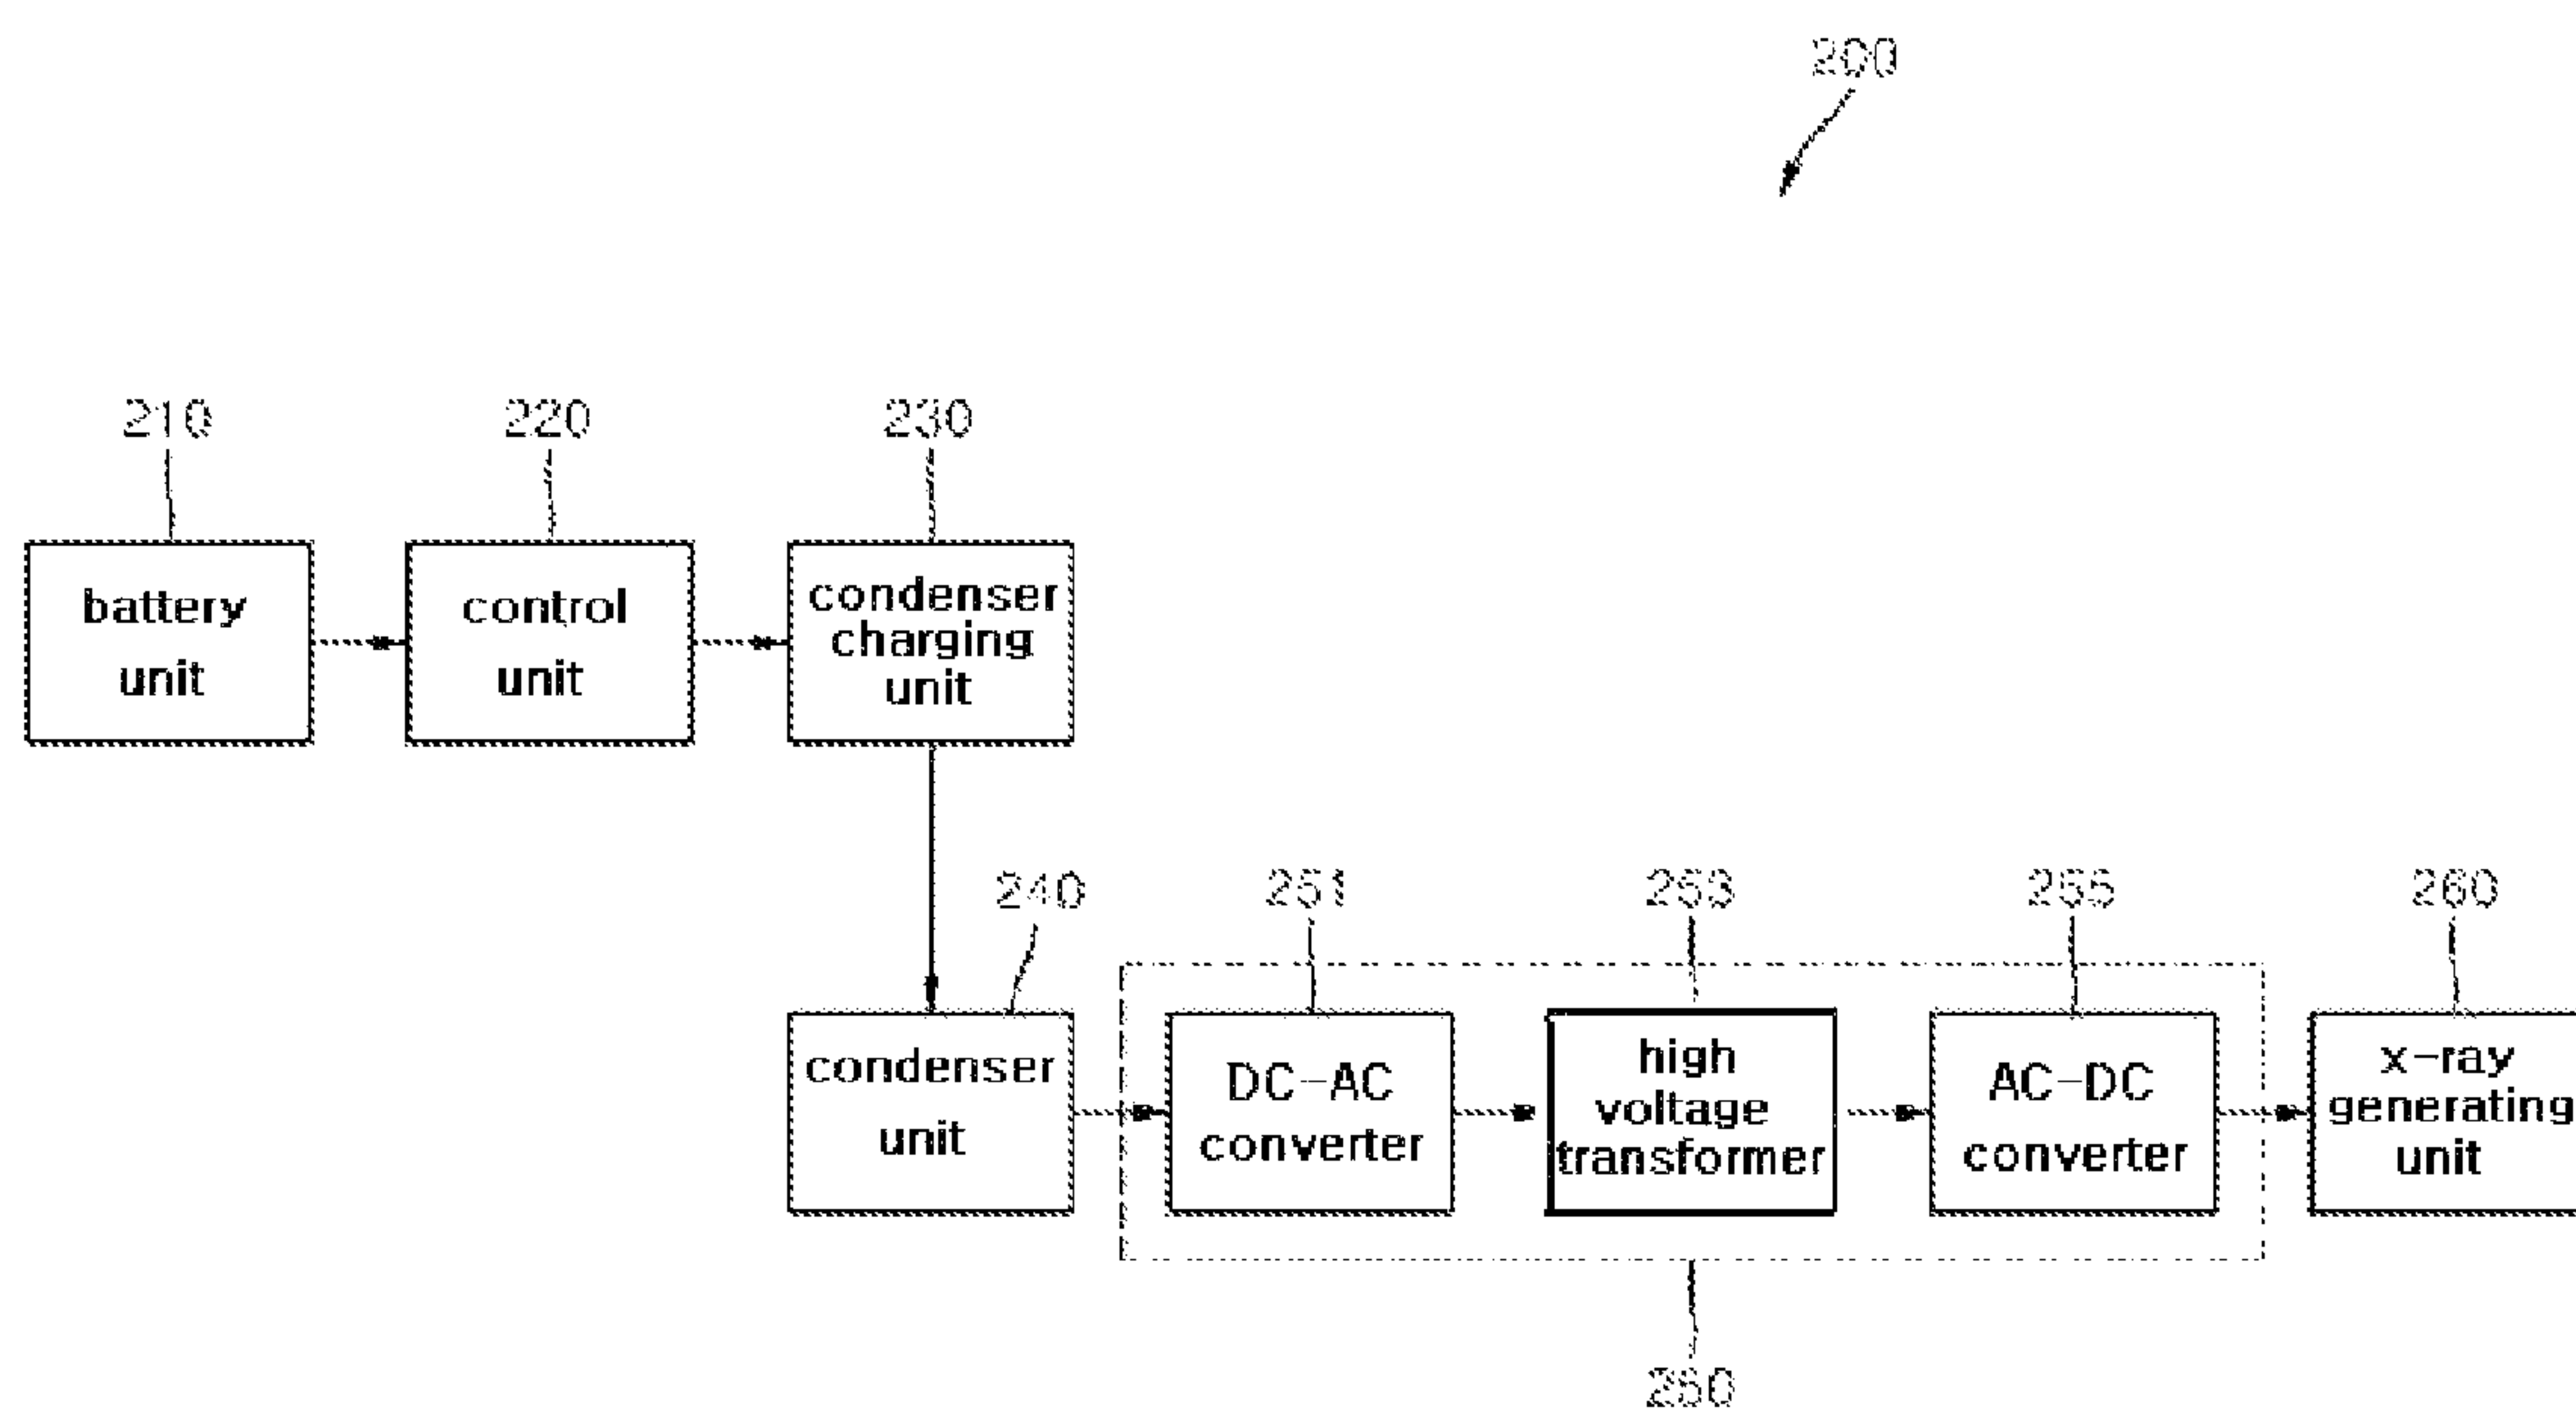 200
210
220
230
battery
unit
control
unit
condenser
charging
unit
240
251
253
255
260
condenser
unit
DC-AC
converter
high
voltage
transformer
AC-DC
converter
x-ray
generating
unit
250